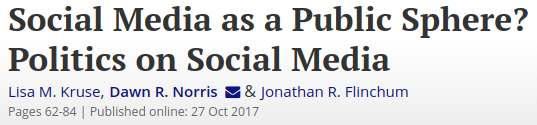 Social Media as a Public Sphere?
Politics on Social Media
Lisa M. Kruse, Dawn R. Norris & Jonathan R. Flinchum
Pages 62-84 | Published online: 27 Oct 2017